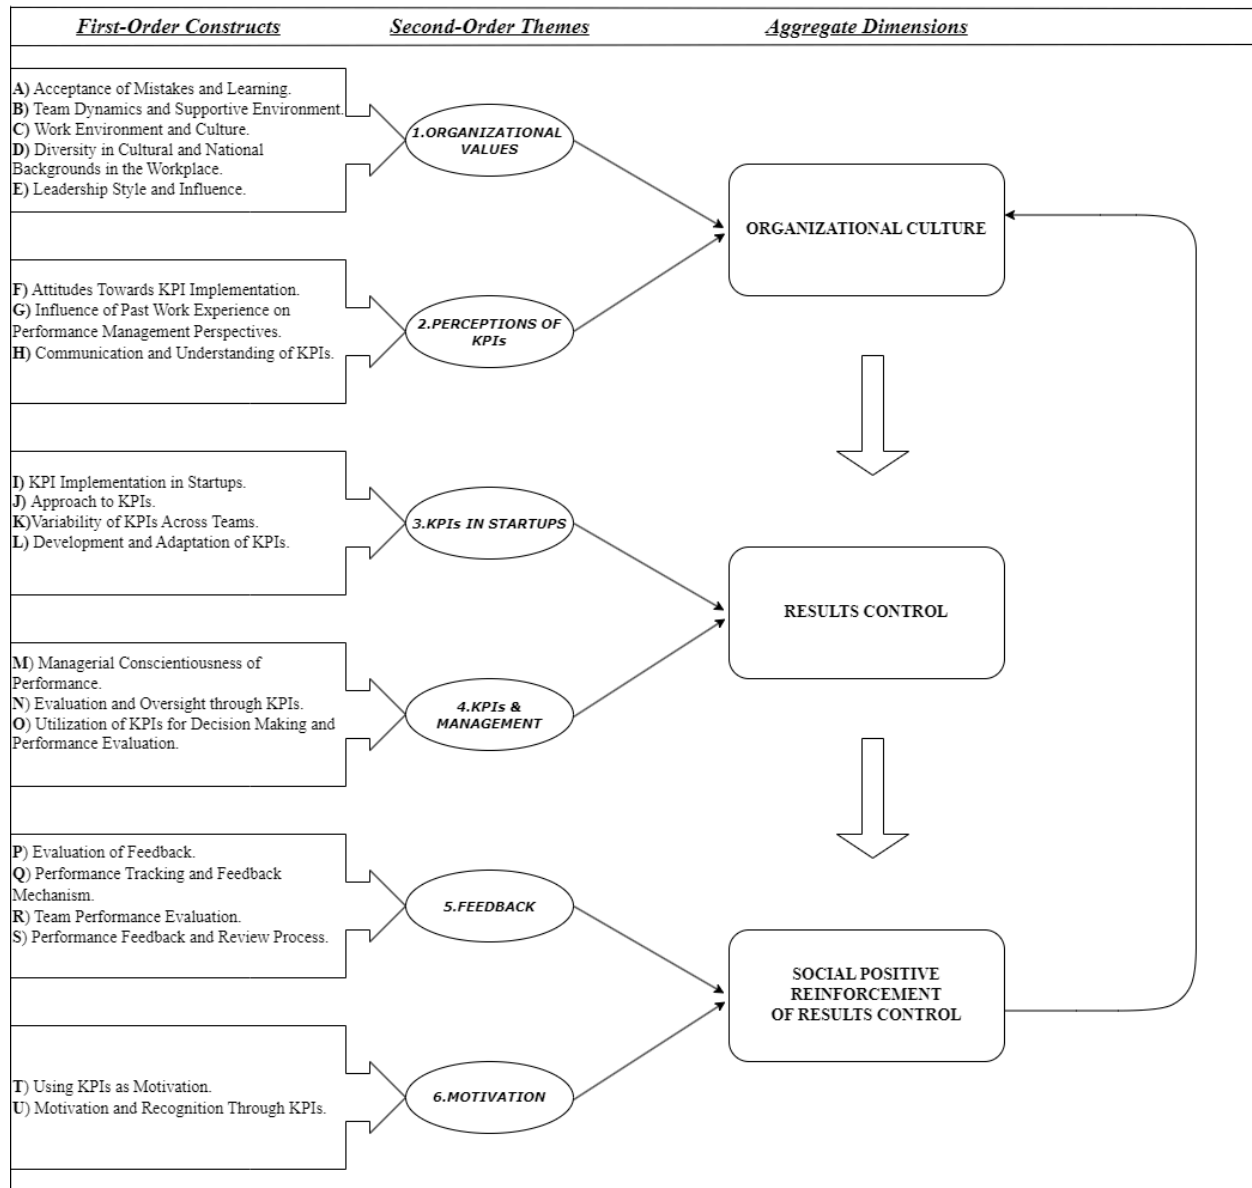 First-Order Constructs
Second-Order Themes
Aggregate Dimensions
A) Acceptance of Mistakes and Learning.
B) Team Dynamics and Supportive Environment.
C) Work Environment and Culture.
D) Diversity in Cultural and National
Backgrounds in the Workplace.
E) Leadership Style and Influence.
1.ORGANIZATIONAL
VALUES
ORGANIZATIONAL CULTURE
F) Attitudes Towards KPI Implementation.
G) Influence of Past Work Experience on
Performance Management Perspectives.
H) Communication and Understanding of KPIs.
2.PERCEPTIONS OF
KPIs
I) KPI Implementation in Startups.
J) Approach to KPIs.
K)Variability of KPIs Across Teams.
L) Development and Adaptation of KPIs.
3.KPIs IN STARTUPS
RESULTS CONTROL
M) Managerial Conscientiousness of
Performance.
N) Evaluation and Oversight through KPIs.
O) Utilization of KPIs for Decision Making and
Performance Evaluation.
4.KPIs &
MANAGEMENT
P) Evaluation of Feedback.
Q) Performance Tracking and Feedback
Mechanism.
R) Team Performance Evaluation.
S) Performance Feedback and Review Process.
5.FEEDBACK
SOCIAL POSITIVE
REINFORCEMENT
OF RESULTS CONTROL
T) Using KPIs as Motivation.
U) Motivation and Recognition Through KPIs.
6.MOTIVATION